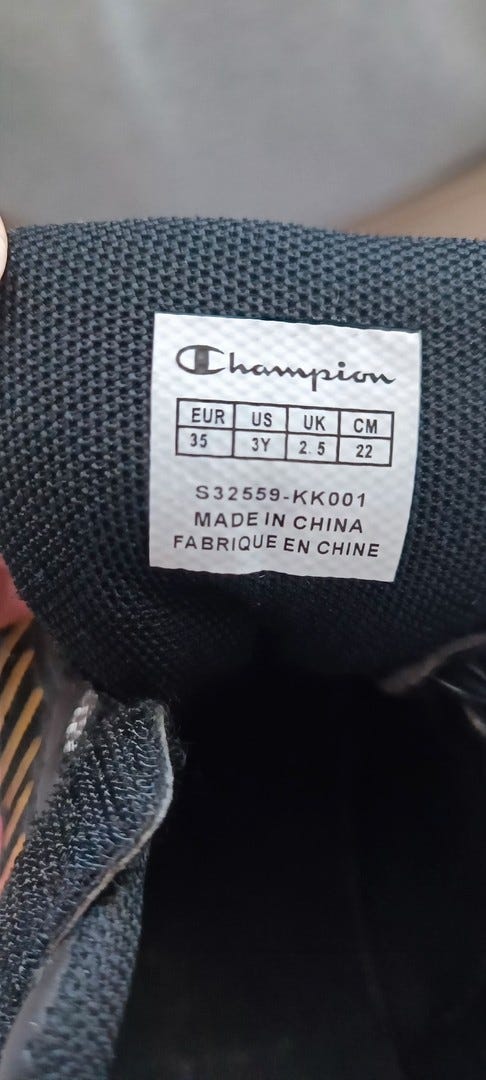 Champion
EUR US UK CM
35 3Y 2.5 22
S32559-KK001
MADE IN CHINA
FABRIQUE EN CHINE